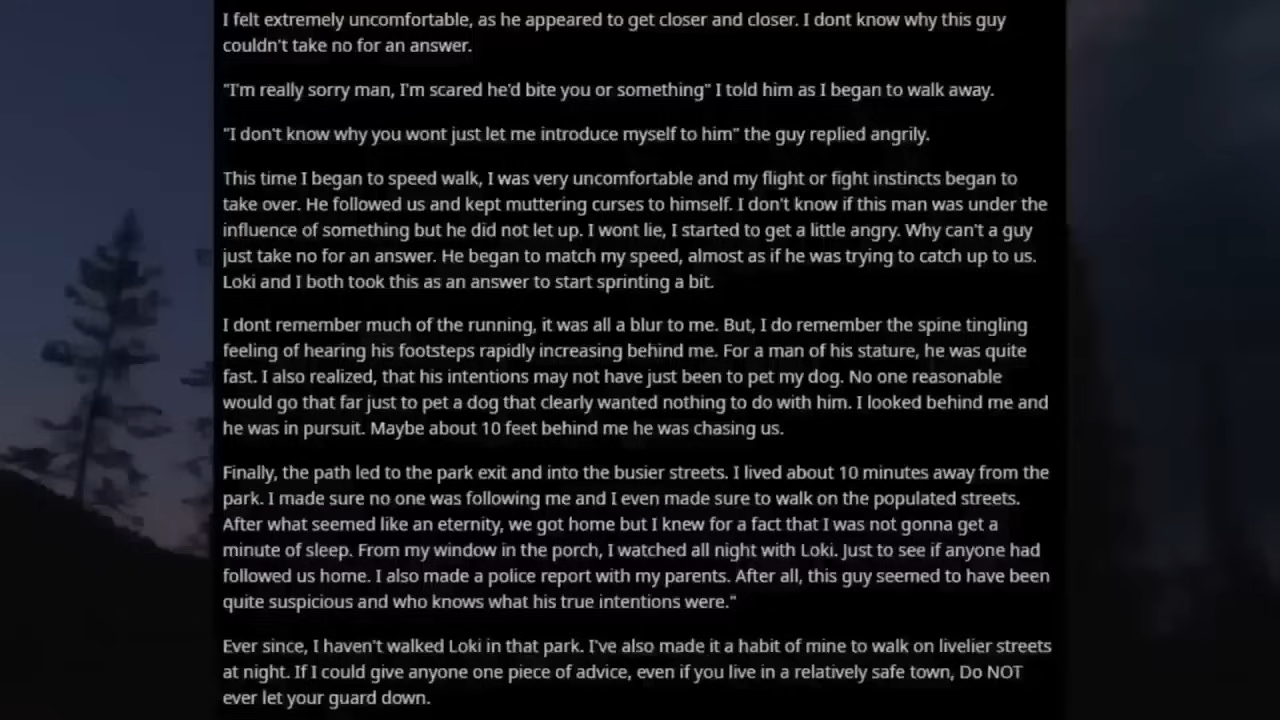 I felt extremely uncomfortable, as he appeared to get closer and closer. I dont know why this guy
couldn't take no for an answer.
"I'm really sorry man, I'm scared he'd bite you or something" I told him as I began to walk away.
"I don't know why you wont just let me introduce myself to him" the guy replied angrily.
This time I began to speed walk, I was very uncomfortable and my flight or fight instincts began to
take over. He followed us and kept muttering curses to himself. I don't know if this man was under the
influence of something but he did not let up. I wont lie, I started to get a little angry. Why can't a guy
just take no for an answer. He began to match my speed, almost as if he was trying to catch up to us.
Loki and I both took this as an answer to start sprinting a bit.
I dont remember much of the running, it was all a blur to me. But, I do remember the spine tingling
feeling of hearing his footsteps rapidly increasing behind me. For a man of his stature, he was quite
fast. I also realized, that his intentions may not have just been to pet my dog. No one reasonable
would go that far just to pet a dog that clearly wanted nothing to do with him. I looked behind me and
he was in pursuit. Maybe about 10 feet behind me he was chasing us.
Finally, the path led to the park exit and into the busier streets. I lived about 10 minutes away from the
park. I made sure no one was following me and I even made sure to walk on the populated streets.
After what seemed like an eternity, we got home but I knew for a fact that I was not gonna get a
minute of sleep. From my window in the porch, I watched all night with Loki. Just to see if anyone had
followed us home. I also made a police report with my parents. After all, this guy seemed to have been
quite suspicious and who knows what his true intentions were."
Ever since, I haven't walked Loki in that park. I've also made it a habit of mine to walk on livelier streets
at night. If I could give anyone one piece of advice, even if you live in a relatively safe town, Do NOT
ever let your guard down.